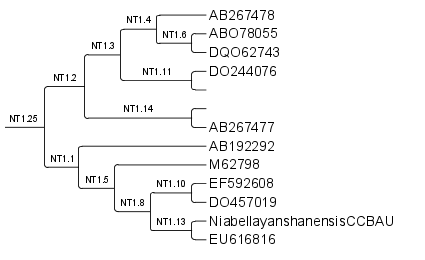 AB267478
NT1.4
NT1.6
ABO78055
NT1.3
DQO62743
DO244076
NT1.11
NT1.2
NT1.14
NT1.25
AB267477
AB192292
NT1.1
M62798
NT1.5
EF592608
NT1.10
DO457019
NT1.8
NT1.13
NiabellayanshanensisCCBAU
EU616816